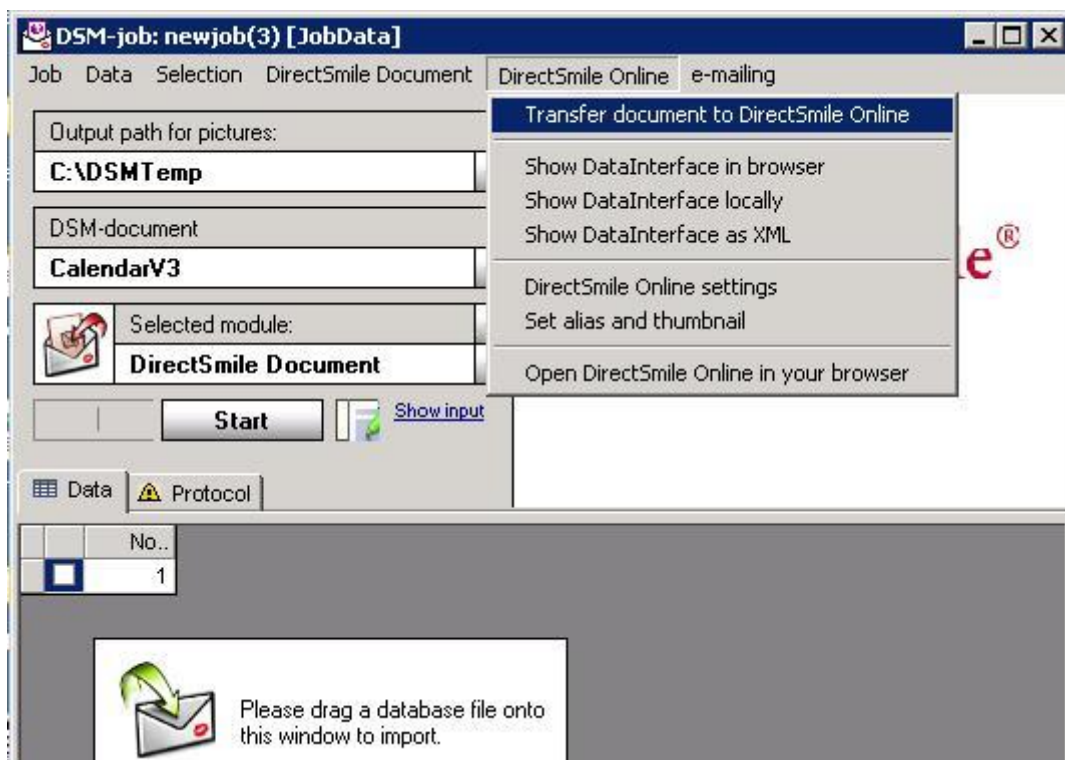 DSM-job: newjob(3) [JobData]
Job Data Selection DirectSmile Document DirectSmile Online e-mailing
Output path for pictures:
C:\DSMTemp
DSM-document
CalendarV3
Selected module:
DirectSmile Document
Start Show input
Transfer document to DirectSmile Online
Show DataInterface in browser
Show DataInterface locally
Show DataInterface as XML
DirectSmile Online settings
Set alias and thumbnail
Open DirectSmile Online in your browser
e®
Data Protocol
No..
1
Please drag a database file onto
this window to import.